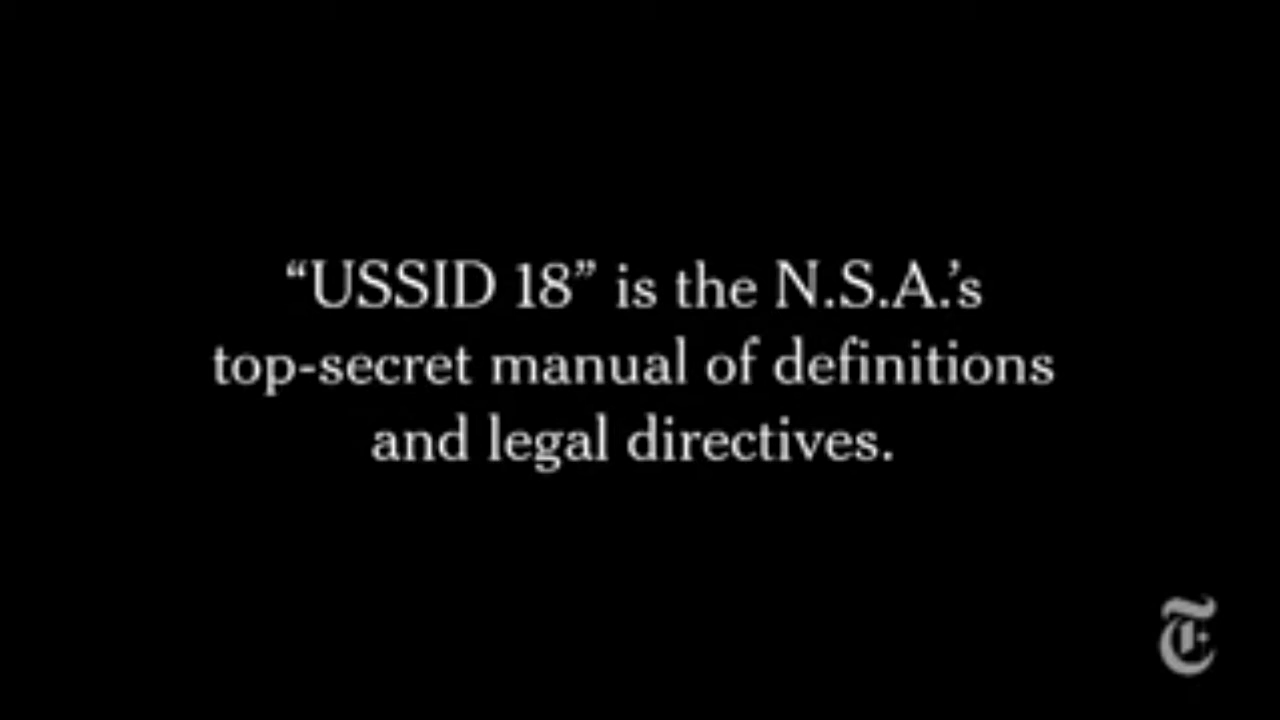 “USSID 18” is the N.S.A.’s
top-secret manual of definitions
and legal directives.
T